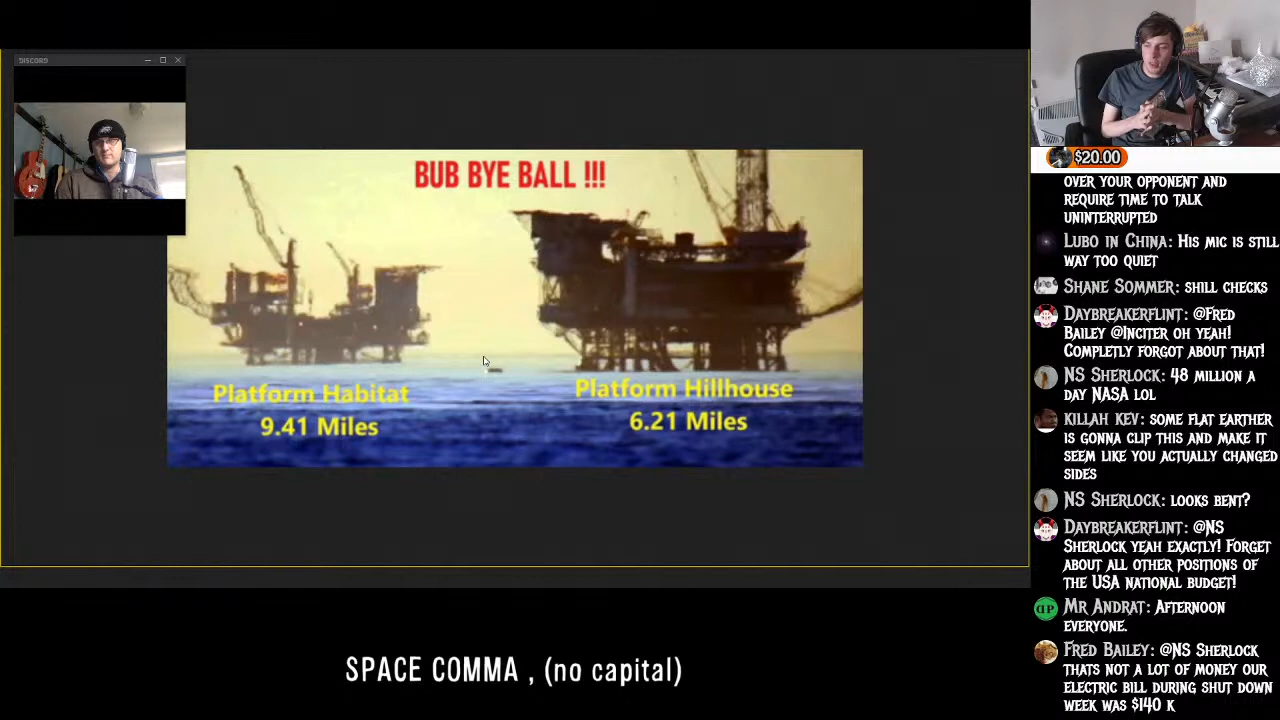 DISCORD
BUB BYE BALL !!!
Platform Habitat
9.41 Miles
Platform Hillhouse
6.21 Miles
SPACE COMMA , (no capital)
$20.00
OVER YOUR OPPONENT AND
REQUIRE TIME TO TALK
UNINTERRUPTED
LUBO IN CHINA: HIS MIC IS STILL
WAY TOO QUIET
SHANE SOMMER: SHILL CHECKS
DAYBREAKERFLINT: @FRED
BAILEY @INCITER OH YEAH!
COMPLETLY FORGOT ABOUT THAT!
NS SHERLOCK: 48 MILLION A
DAY NASA LOL
KILLAH KEV: SOME FLAT EARTHER
IS GONNA CLIP THIS AND MAKE IT
SEEM LIKE YOU ACTUALLY CHANGED
SIDES
NS SHERLOCK: LOOKS BENT?
DAYBREAKERFLINT: @NS
SHERLOCK YEAH EXACTLY! FORGET
ABOUT ALL OTHER POSITIONS OF
THE USA NATIONAL BUDGET!
MR ANDRAT: AFTERNOON
EVERYONE.
FRED BAILEY: @NS SHERLOCK
THATS NOT A LOT OF MONEY OUR
ELECTRIC BILL DURING SHUT DOWN
WEEK WAS $140 K